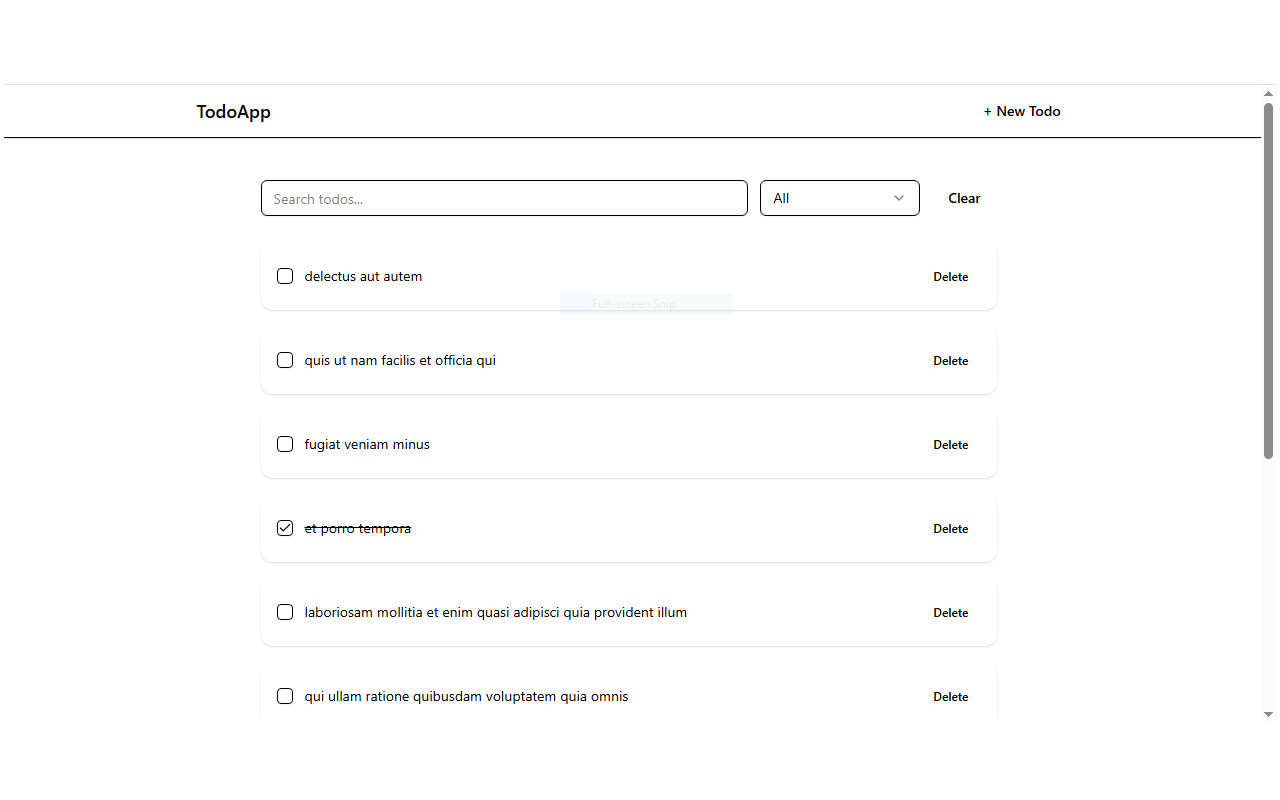 TodoApp
+ New Todo
Search todos...
All
Clear
delectus aut autem
Delete
Full-screen Snip
quis ut nam facilis et officia qui
Delete
fugiat veniam minus
Delete
et porro tempora
Delete
laboriosam mollitia et enim quasi adipisci quia provident illum
Delete
qui ullam ratione quibusdam voluptatem quia omnis
Delete